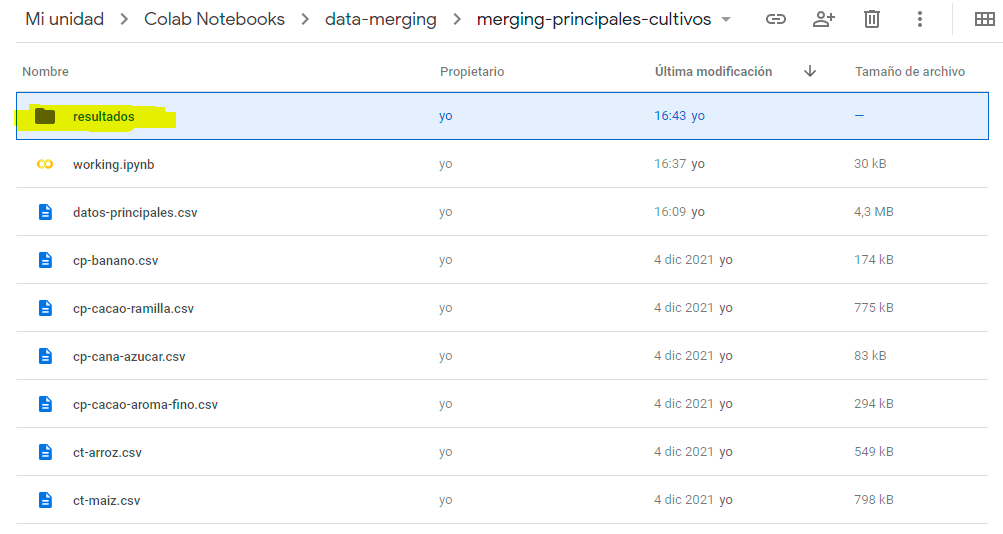 Mi unidad > Colab Notebooks > data-merging > merging-principales-cultivos
Nombre Propietario Última modificación Tamaño de archivo
resultados yo 16:43 yo —
working.ipynb yo 16:37 yo 30 kB
datos-principales.csv yo 16:09 yo 4,3 MB
cp-banano.csv yo 4 dic 2021 yo 174 kB
cp-cacao-ramilla.csv yo 4 dic 2021 yo 775 kB
cp-cana-azucar.csv yo 4 dic 2021 yo 83 kB
cp-cacao-aroma-fino.csv yo 4 dic 2021 yo 294 kB
ct-arroz.csv yo 4 dic 2021 yo 549 kB
ct-maiz.csv yo 4 dic 2021 yo 798 kB